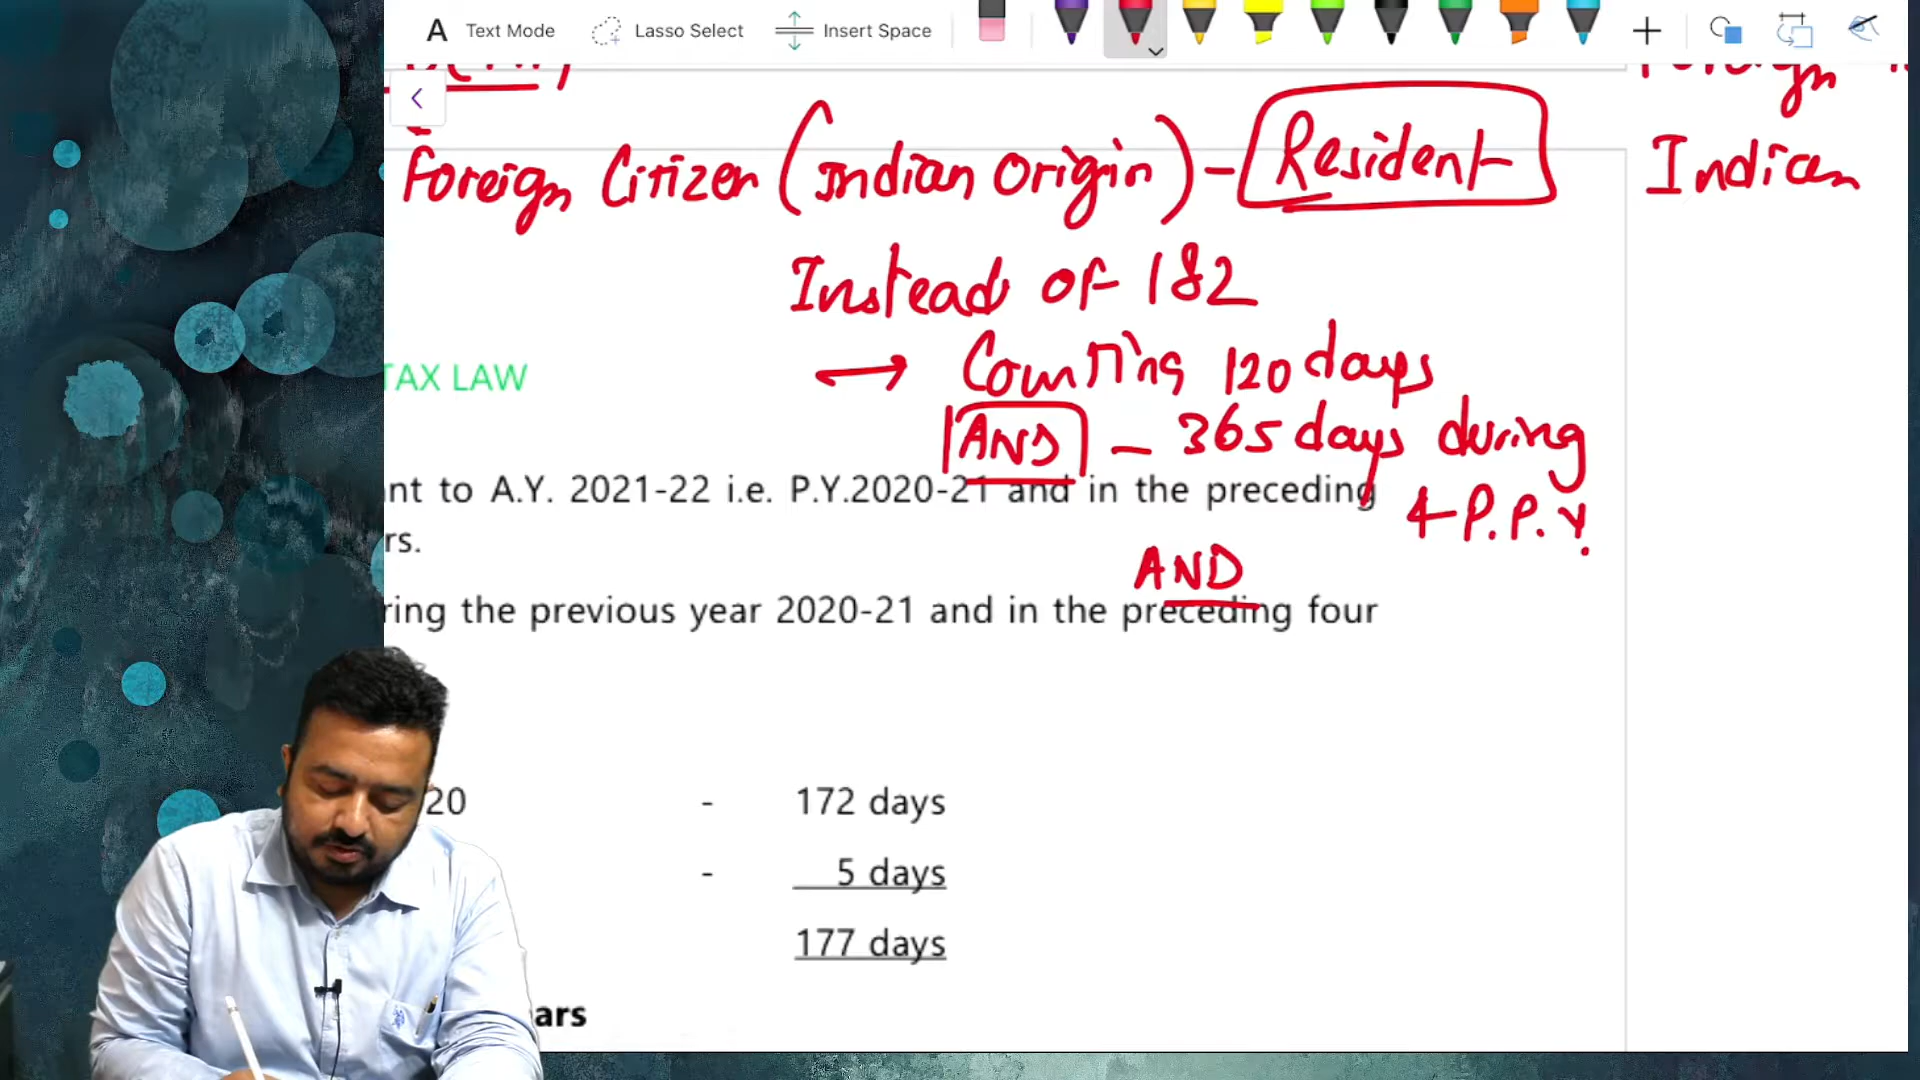 A Text Mode Lasso Select Insert Space
Foreign
Foreign Citizen (Indian Origin) - Resident
Indian
Instead of 182
TAX LAW
→ Counting 120 days
AND - 365 days during
4 P.P.Y.
nt to A.Y. 2021-22 i.e. P.Y.2020-21 and in the preceding
rs.
AND
ring the previous year 2020-21 and in the preceding four
20 - 172 days
- 5 days
177 days
ars